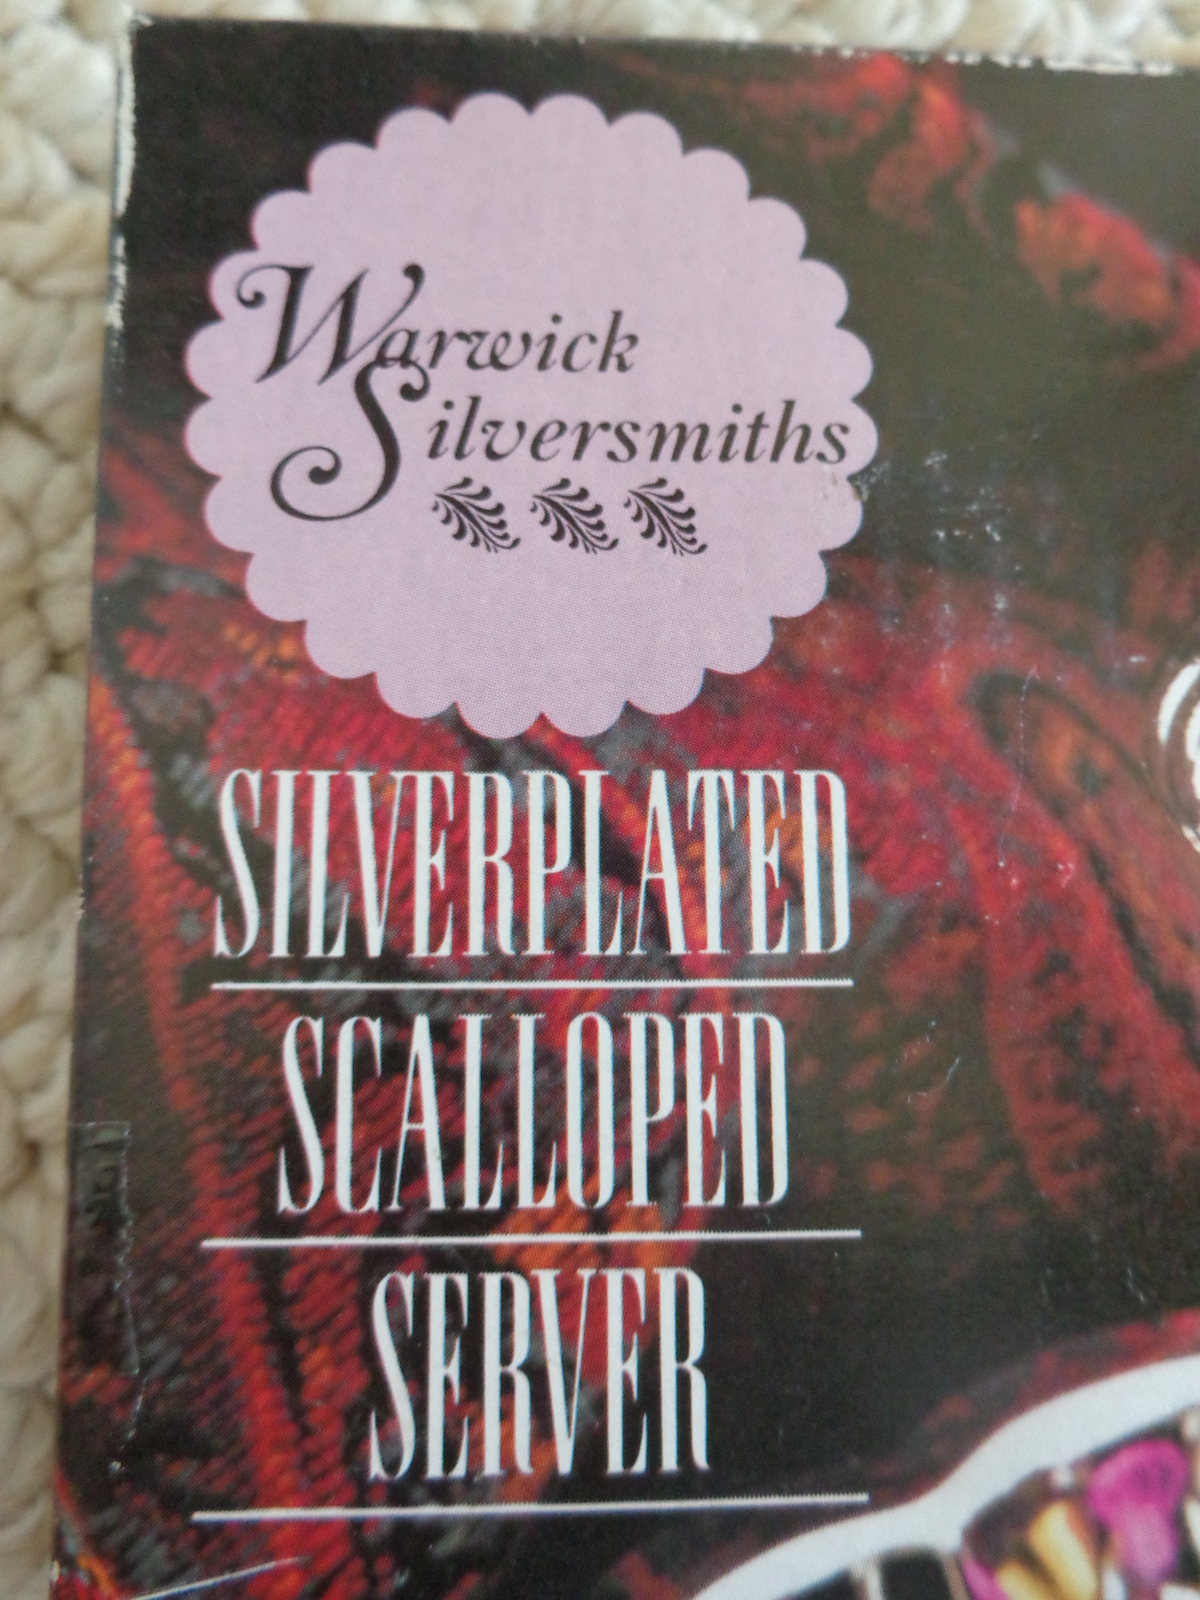 Warwick
Silversmiths
SILVERPLATED
SCALLOPED
SERVER